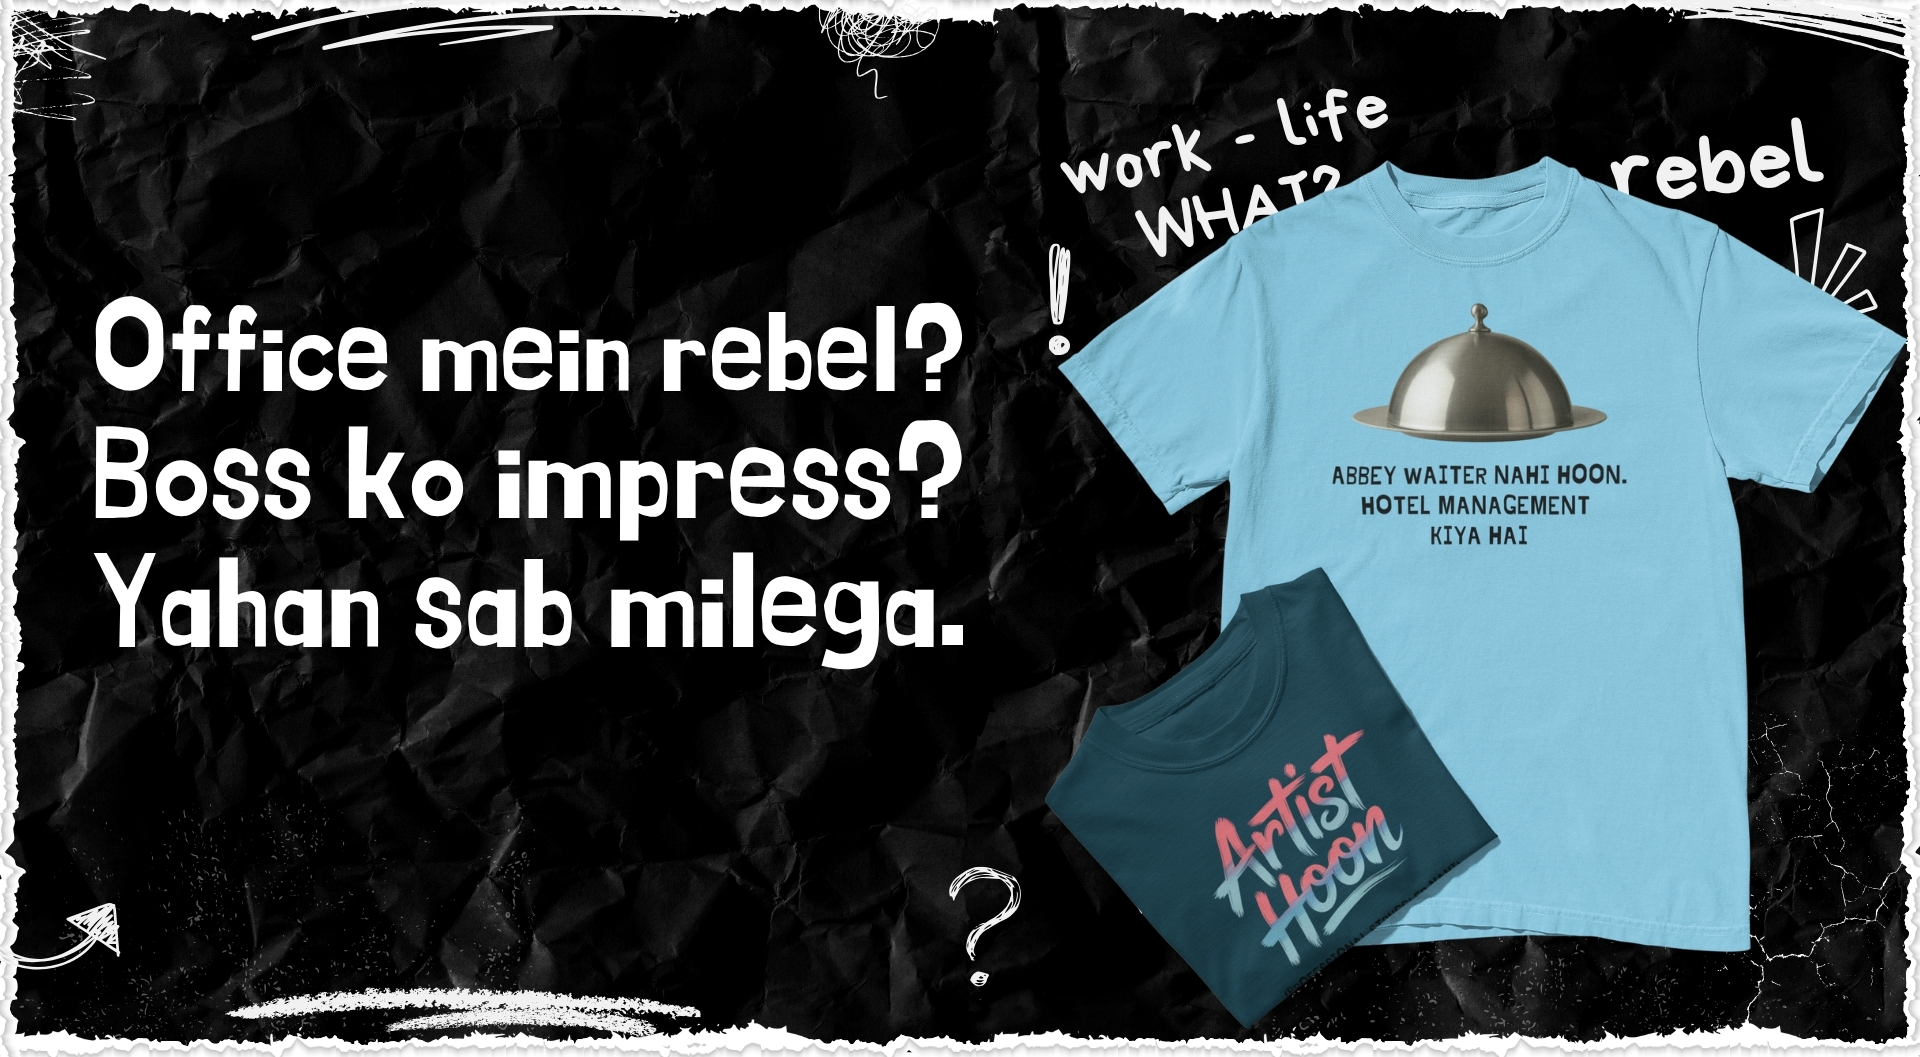 Office mein rebel?
Boss ko impress?
Yahan sab milega.
work - life
WHAT?
rebel
ABBEY WAITER NAHI HOON.
HOTEL MANAGEMENT
KIYA HAI
Artist
Hoon